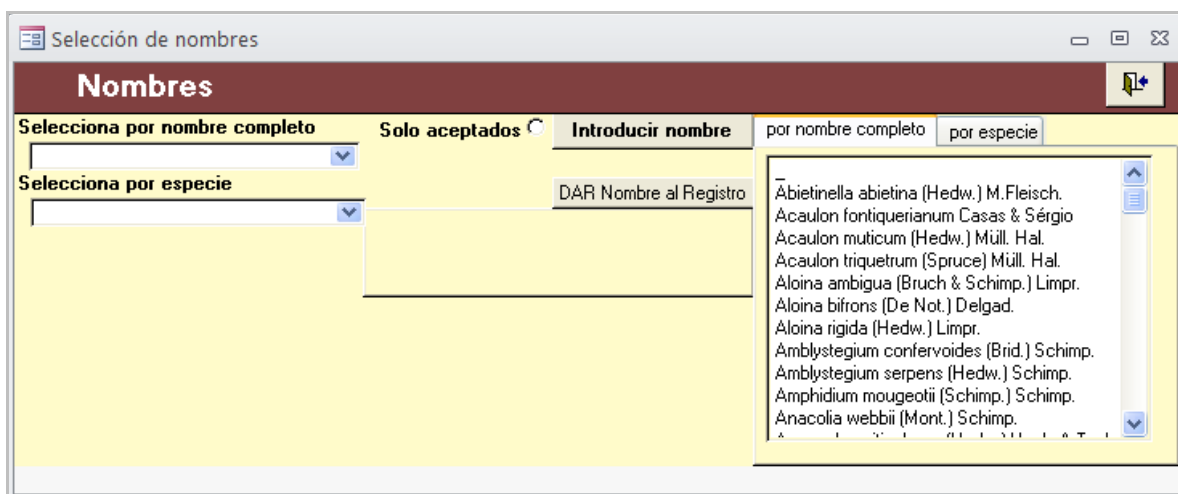 Selección de nombres
Nombres
Selecciona por nombre completo
Solo aceptados
Introducir nombre
Selecciona por especie
DAR Nombre al Registro
por nombre completo
por especie
_
Abietinella abietina (Hedw.) M.Fleisch.
Acaulon fontiquerianum Casas & Sérgio
Acaulon muticum (Hedw.) Müll. Hal.
Acaulon triquetrum (Spruce) Müll. Hal.
Aloina ambigua (Bruch & Schimp.) Limpr.
Aloina bifrons (De Not.) Delgad.
Aloina rigida (Hedw.) Limpr.
Amblystegium confervoides (Brid.) Schimp.
Amblystegium serpens (Hedw.) Schimp.
Amphidium mougeotii (Schimp.) Schimp.
Anacolia webbii (Mont.) Schimp.